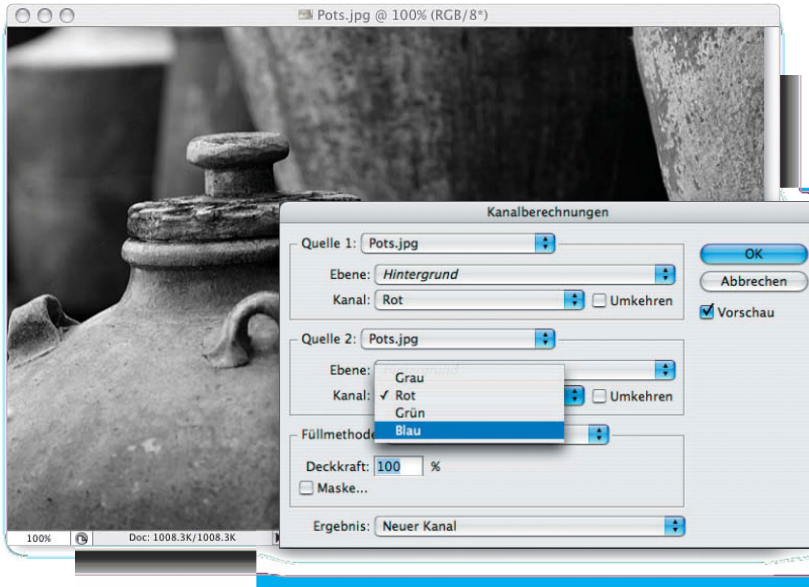 Pots.jpg @ 100% (RGB/8*)
Kanalberechnungen
Quelle 1: Pots.jpg
Ebene: Hintergrund
Kanal: Rot Umkehren
OK
Abbrechen
Vorschau
Quelle 2: Pots.jpg
Ebene: Hintergrund
Kanal: Umkehren
Grau
✓ Rot
Grün
Blau
Füllmethode
Deckkraft: 100 %
Maske...
Ergebnis: Neuer Kanal
100% Doc: 1008.3K/1008.3K